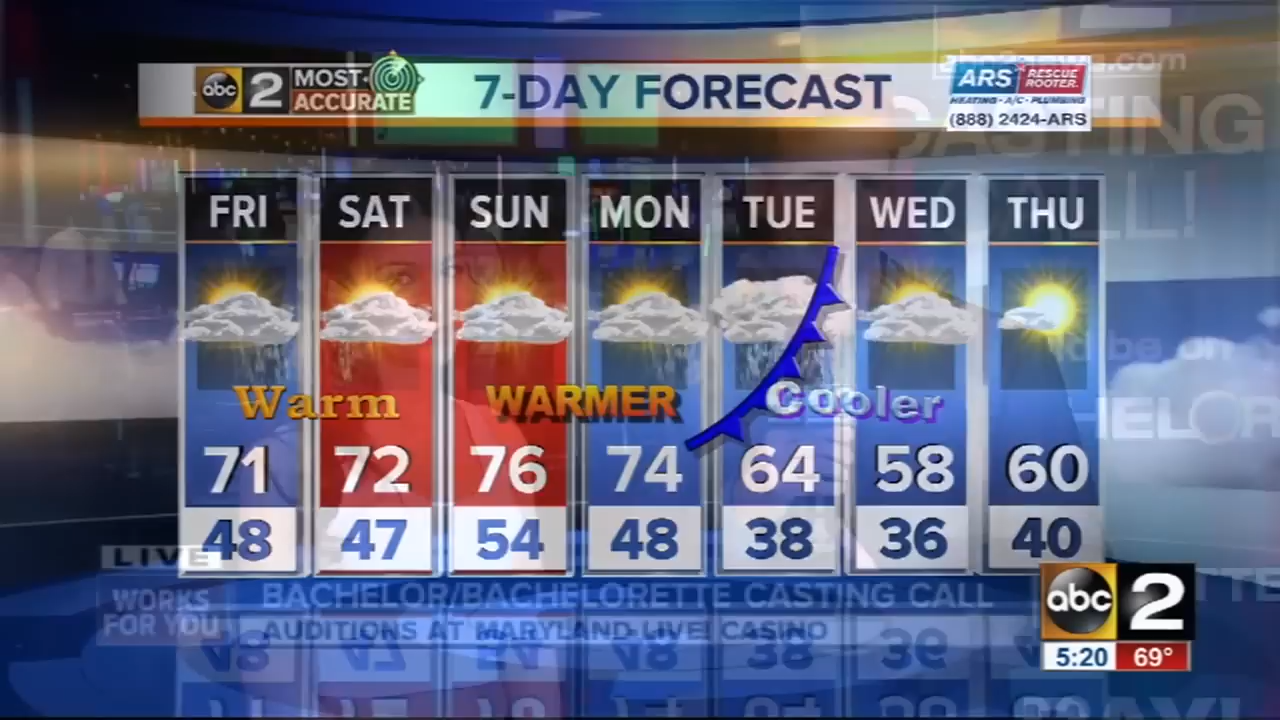 abc 2 MOST ACCURATE
7-DAY FORECAST
ARS RESCUE ROOTER
HEATING • A/C • PLUMBING
(888) 2424-ARS
FRI SAT SUN MON TUE WED THU
Warm WARMER Cooler
71 72 76 74 64 58 60
48 47 54 48 38 36 40
LIVE
WORKS FOR YOU
BACHELOR/BACHELORETTE CASTING CALL
AUDITIONS AT MARYLAND LIVE! CASINO
abc 2
5:20 69°